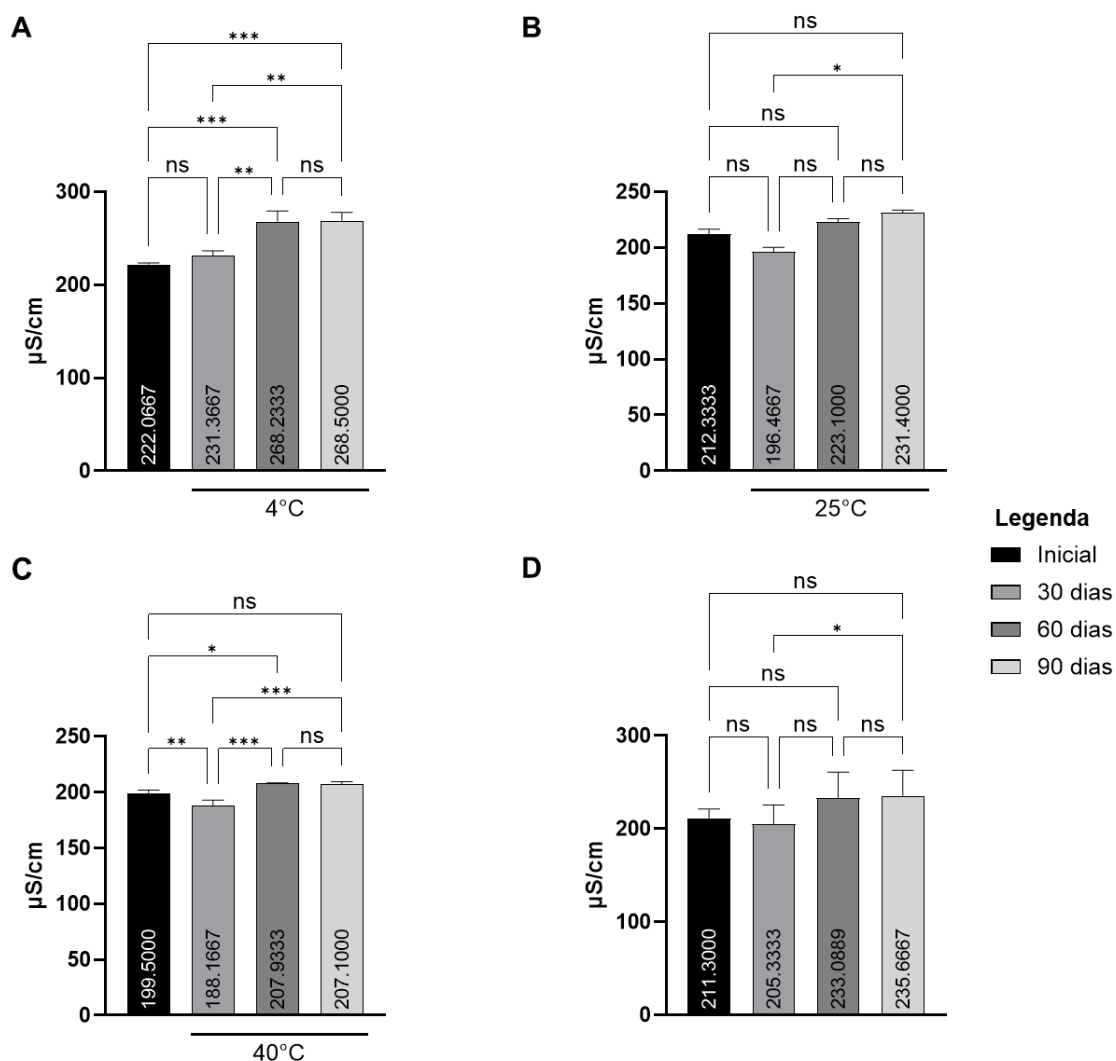 A
***
**
***
ns
**
ns
300
200
100
0
µS/cm
222.0667
231.3667
268.2333
268.5000
4°C
B
ns
*
ns
ns
ns
ns
250
200
150
100
50
0
µS/cm
212.3333
196.4667
223.1000
231.4000
25°C
Legenda
Inicial
30 dias
60 dias
90 dias
C
ns
*
***
**
***
ns
250
200
150
100
50
0
µS/cm
199.5000
188.1667
207.9333
207.1000
40°C
D
ns
*
ns
ns
ns
ns
300
200
100
0
µS/cm
211.3000
205.3333
233.0889
235.6667